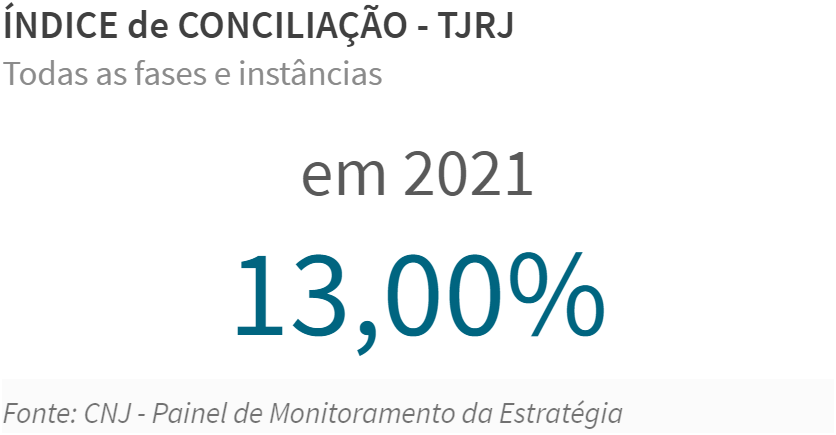 ÍNDICE de CONCILIAÇÃO - TJRJ
Todas as fases e instâncias
em 2021
13,00%
Fonte: CNJ - Painel de Monitoramento da Estratégia